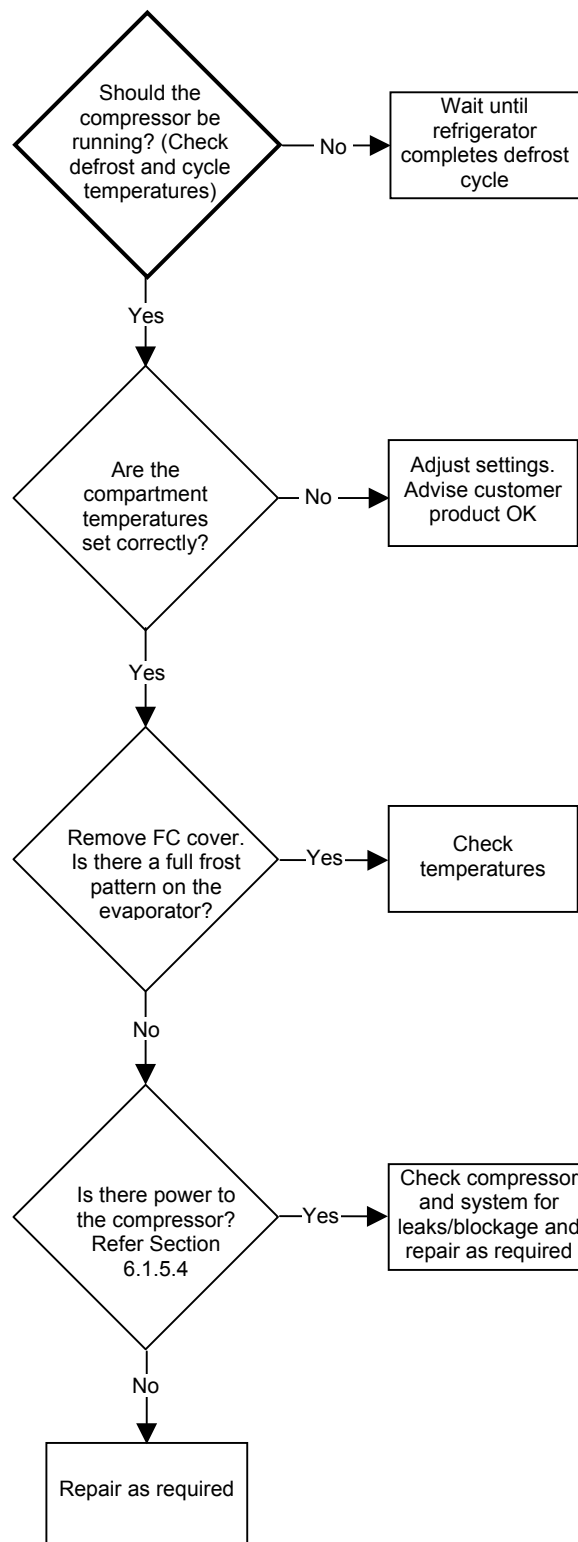 Should the
compressor be
running? (Check
defrost and cycle
temperatures)
No
Wait until
refrigerator
completes defrost
cycle
Yes
Are the
compartment
temperatures
set correctly?
No
Adjust settings.
Advise customer
product OK
Yes
Remove FC cover.
Is there a full frost
pattern on the
evaporator?
Yes
Check
temperatures
No
Is there power to
the compressor?
Refer Section
6.1.5.4
Yes
Check compressor
and system for
leaks/blockage and
repair as required
No
Repair as required